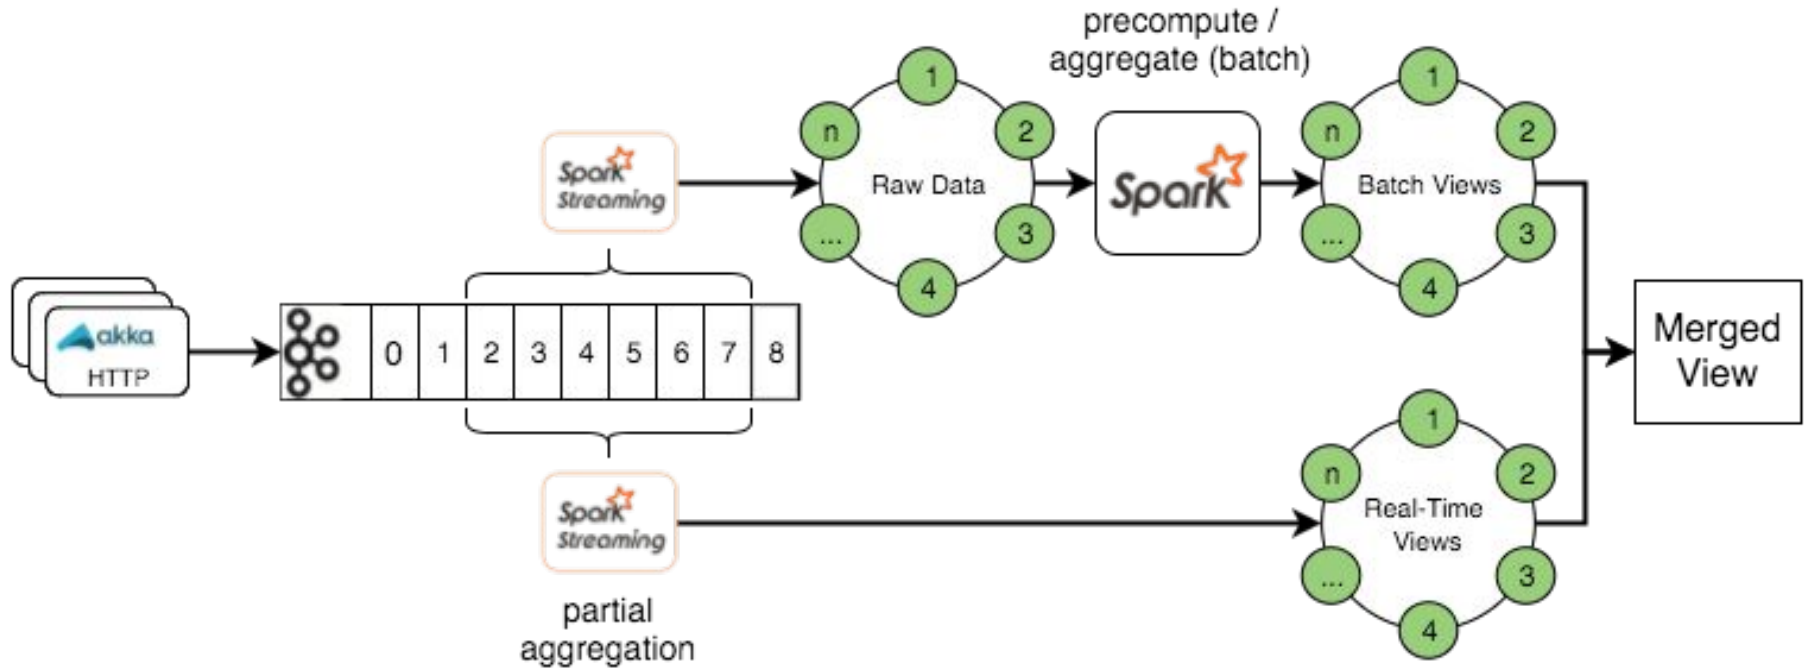 precompute /
aggregate (batch)
1
n
2
Raw Data
...
3
4
Spark
1
n
2
Batch Views
...
3
4
Spark
Streaming
akka
HTTP
0 1 2 3 4 5 6 7 8
Merged
View
Spark
Streaming
partial
aggregation
1
n
2
Real-Time
Views
...
3
4